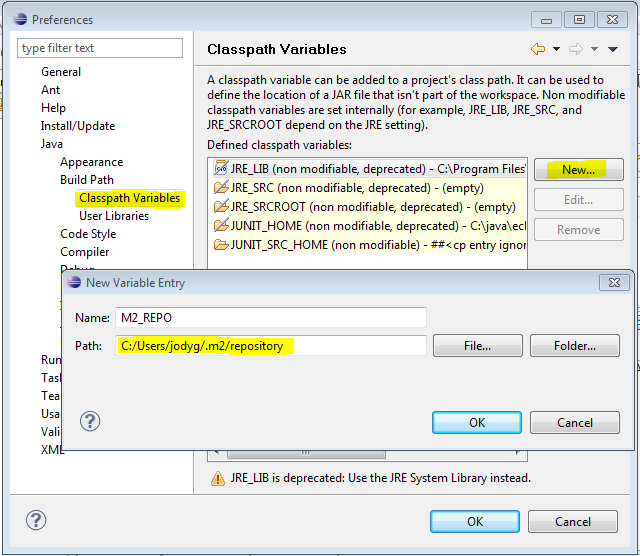 Preferences
type filter text
General
Ant
Help
Install/Update
Java
Appearance
Build Path
Classpath Variables
User Libraries
Code Style
Compiler
Debug
Run
Task
Tea
Usa
Valid
XML
Classpath Variables
A classpath variable can be added to a project's class path. It can be used to
define the location of a JAR file that isn't part of the workspace. Non modifiable
classpath variables are set internally (for example, JRE_LIB, JRE_SRC, and
JRE_SRCROOT depend on the JRE setting).
Defined classpath variables:
JRE_LIB (non modifiable, deprecated) - C:\Program Files\
JRE_SRC (non modifiable, deprecated) - (empty)
JRE_SRCROOT (non modifiable, deprecated) - (empty)
JUNIT_HOME (non modifiable, deprecated) - C:\java\ecl
JUNIT_SRC_HOME (non modifiable) - ##<cp entry ignor
New...
Edit...
Remove
New Variable Entry
Name:
M2_REPO
Path:
C:/Users/jodyg/.m2/repository
File...
Folder...
OK
Cancel
JRE_LIB is deprecated: Use the JRE System Library instead.
OK
Cancel